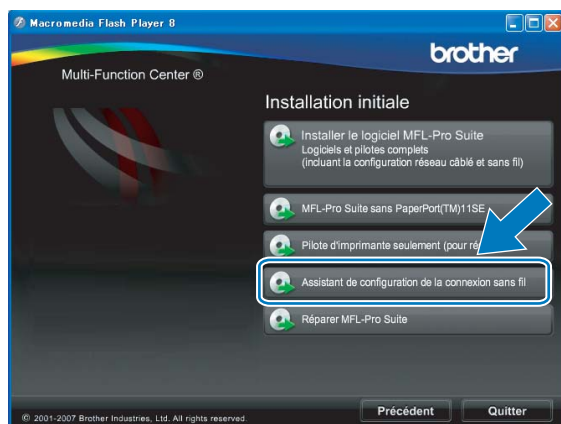 Macromedia Flash Player 8
brother
Multi-Function Center ®
Installation initiale
Installer le logiciel MFL-Pro Suite
Logiciels et pilotes complets
(incluant la configuration réseau câblé et sans fil)
MFL-Pro Suite sans PaperPort(TM)11SE
Pilote d'imprimante seulement (pour
Assistant de configuration de la connexion sans fil
Réparer MFL-Pro Suite
Précédent
Quitter
© 2001-2007 Brother Industries, Ltd. All rights reserved.